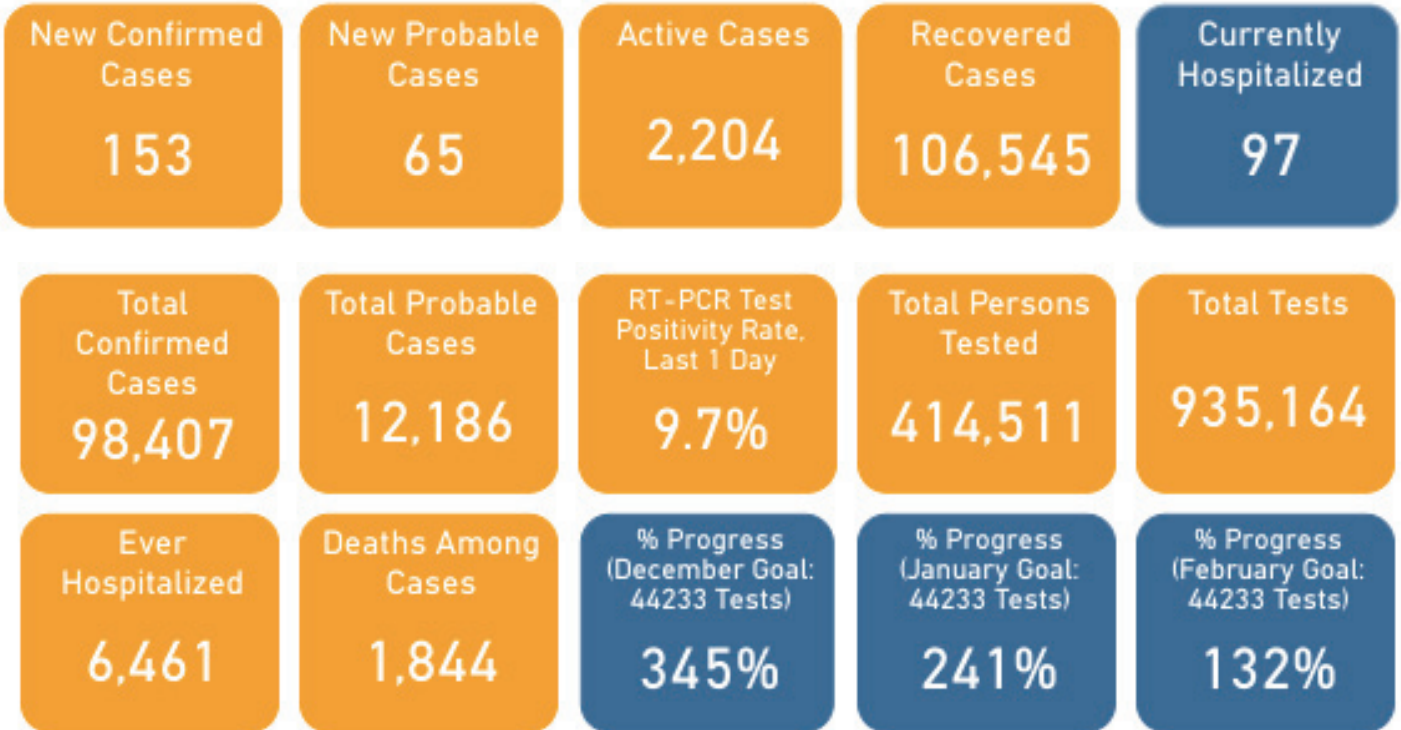 New Confirmed
Cases
153
New Probable
Cases
65
Active Cases
2,204
Recovered
Cases
106,545
Currently
Hospitalized
97
Total
Confirmed
Cases
98,407
Total Probable
Cases
12,186
RT-PCR Test
Positivity Rate,
Last 1 Day
9.7%
Total Persons
Tested
414,511
Total Tests
935,164
Ever
Hospitalized
6,461
Deaths Among
Cases
1,844
% Progress
(December Goal:
44233 Tests)
345%
% Progress
(January Goal:
44233 Tests)
241%
% Progress
(February Goal:
44233 Tests)
132%